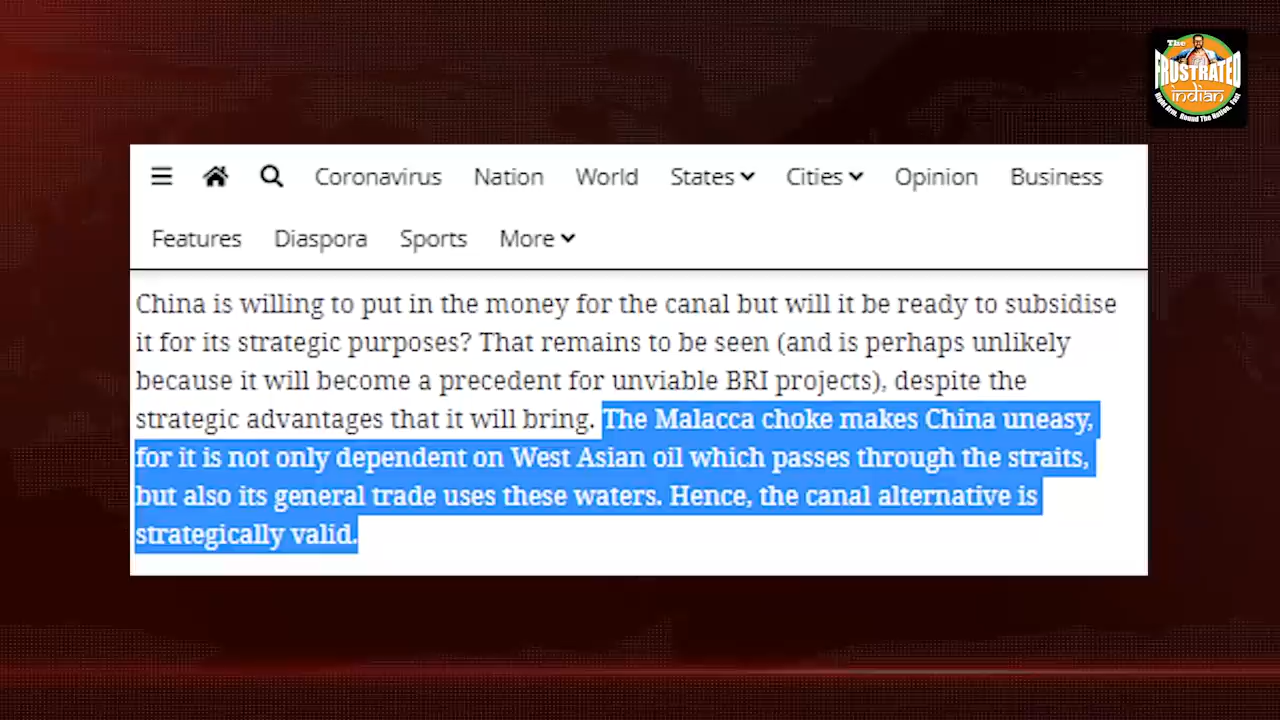 The
FRUSTRATED
indian
Right Arm. Round The Nation. Fast
Coronavirus Nation World States Cities Opinion Business
Features Diaspora Sports More
China is willing to put in the money for the canal but will it be ready to subsidise
it for its strategic purposes? That remains to be seen (and is perhaps unlikely
because it will become a precedent for unviable BRI projects), despite the
strategic advantages that it will bring. The Malacca choke makes China uneasy,
for it is not only dependent on West Asian oil which passes through the straits,
but also its general trade uses these waters. Hence, the canal alternative is
strategically valid.